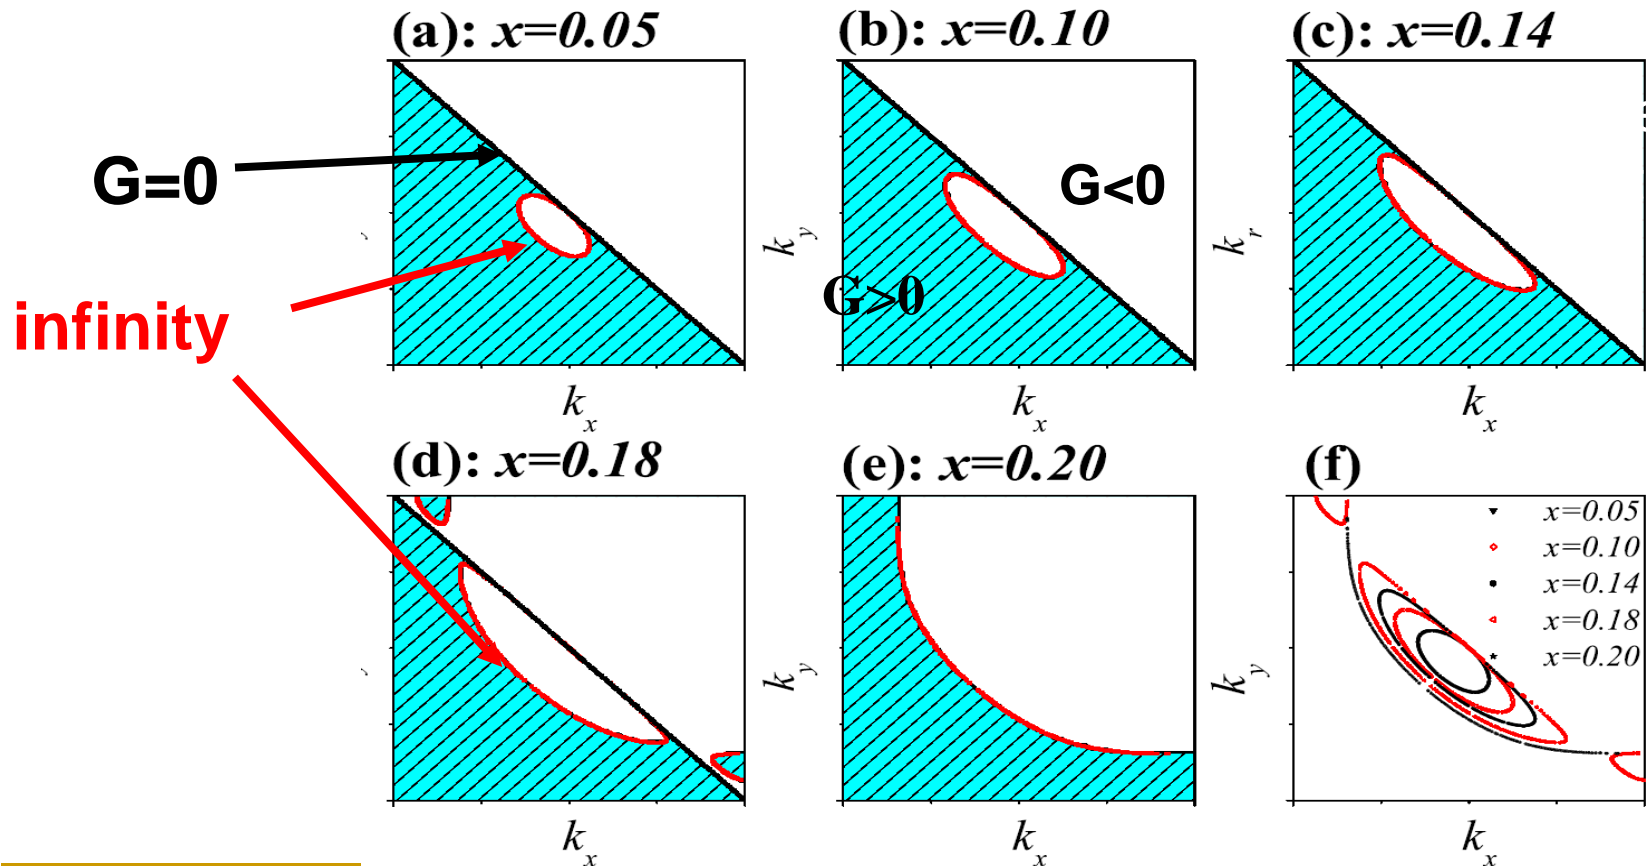 (a): x=0.05
(b): x=0.10
(c): x=0.14
G=0
G<0
G>0
infinity
k_y
k_r
k_x
k_x
k_x
(d): x=0.18
(e): x=0.20
(f)
x=0.05
x=0.10
x=0.14
x=0.18
x=0.20
k_y
k_y
k_x
k_x
k_x